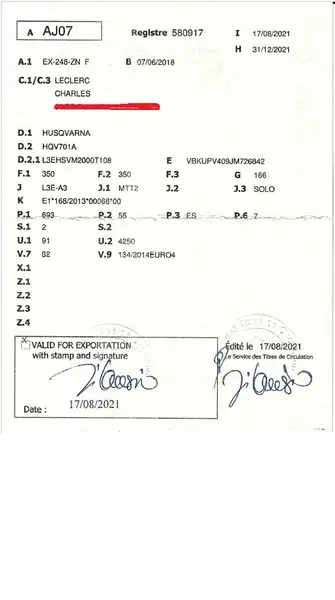 A AJ07 Registre 580917 I 17/08/2021
H 31/12/2021
A.1 EX-248-ZN F B 07/06/2018
C.1/C.3 LECLERC
CHARLES
D.1 HUSQVARNA
D.2 HQV701A
D.2.1 L3EHSVM2000T108 E VBKUPV409JM726842
F.1 350 F.2 350 F.3 G 166
J L3E-A3 J.1 MTT2 J.2 J.3 SOLO
K E1*168/2013*00066*00
P.1 693 P.2 55 P.3 ES P.6 7
S.1 2 S.2
U.1 91 U.2 4250
V.7 82 V.9 134/2014EURO4
X.1
Z.1
Z.2
Z.3
Z.4
X VALID FOR EXPORTATION
with stamp and signature
Date : 17/08/2021
Édité le 17/08/2021
Le Service des Titres de Circulation